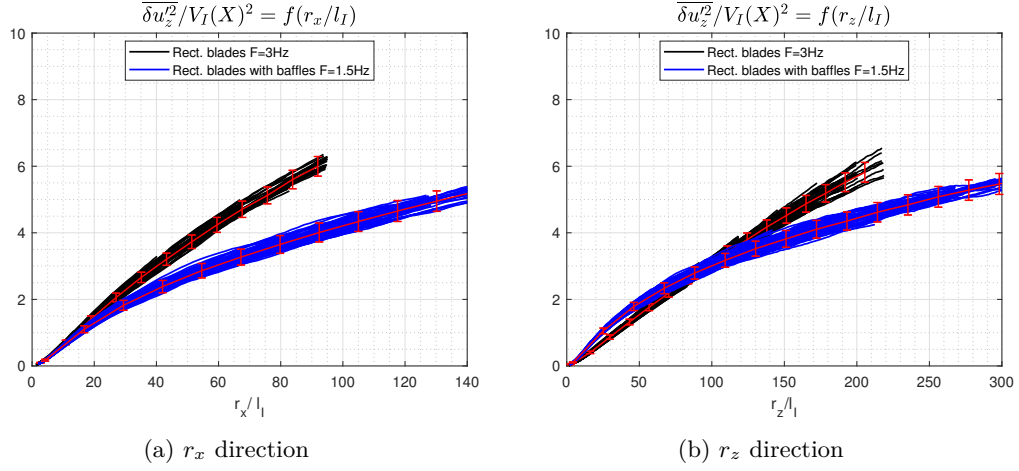 $\overline{\delta u_z'^2}/V_I(X)^2 = f(r_x/l_I)$
10
8
6
4
2
0
Rect. blades F=3Hz
Rect. blades with baffles F=1.5Hz
0 20 40 60 80 100 120 140
r_x/ l_I
(a) r_x direction
$\overline{\delta u_z'^2}/V_I(X)^2 = f(r_z/l_I)$
10
8
6
4
2
0
Rect. blades F=3Hz
Rect. blades with baffles F=1.5Hz
0 50 100 150 200 250 300
r_z/l_I
(b) r_z direction